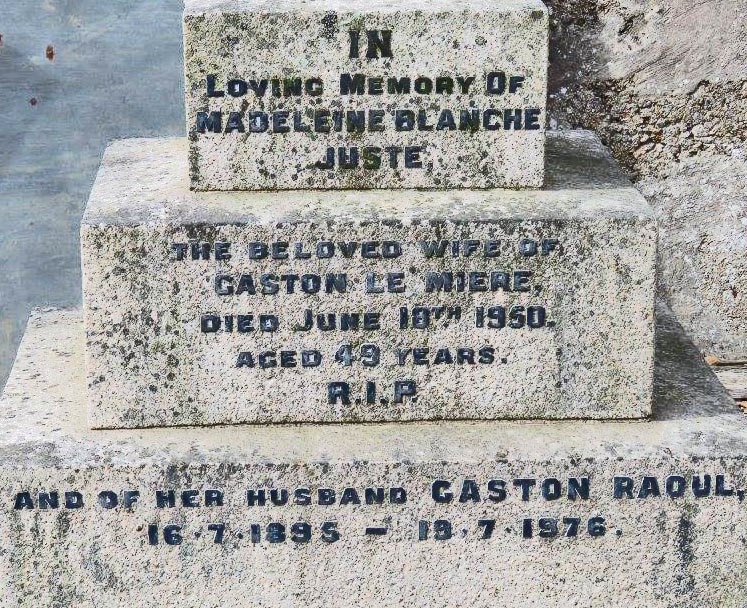 IN
LOVING MEMORY OF
MADELEINE BLANCHE
JUSTE,
THE BELOVED WIFE OF
GASTON LE MIERE.
DIED JUNE 18TH 1950.
AGED 49 YEARS.
R.I.P
AND OF HER HUSBAND GASTON RAOUL,
16·7·1895 — 19·7·1976.